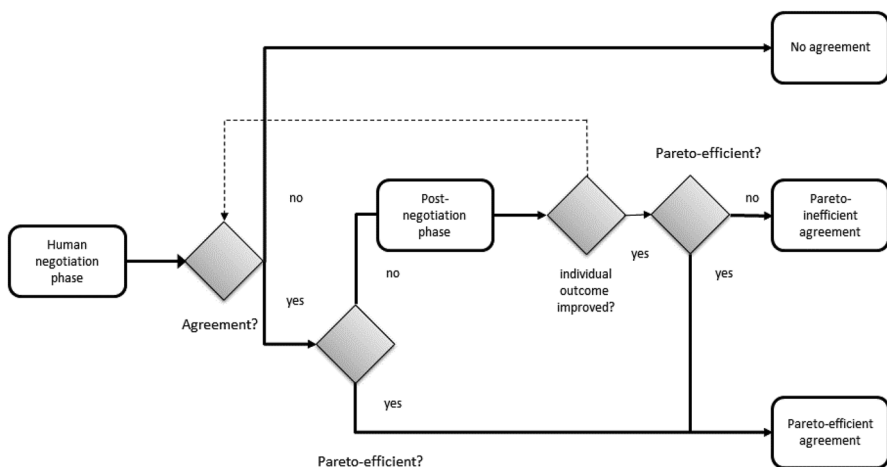 No agreement
Pareto-efficient?
no
Post-
negotiation
phase
no
Pareto-
inefficient
agreement
Human
negotiation
phase
yes
yes
no
individual
outcome
improved?
yes
Agreement?
yes
Pareto-efficient
agreement
Pareto-efficient?